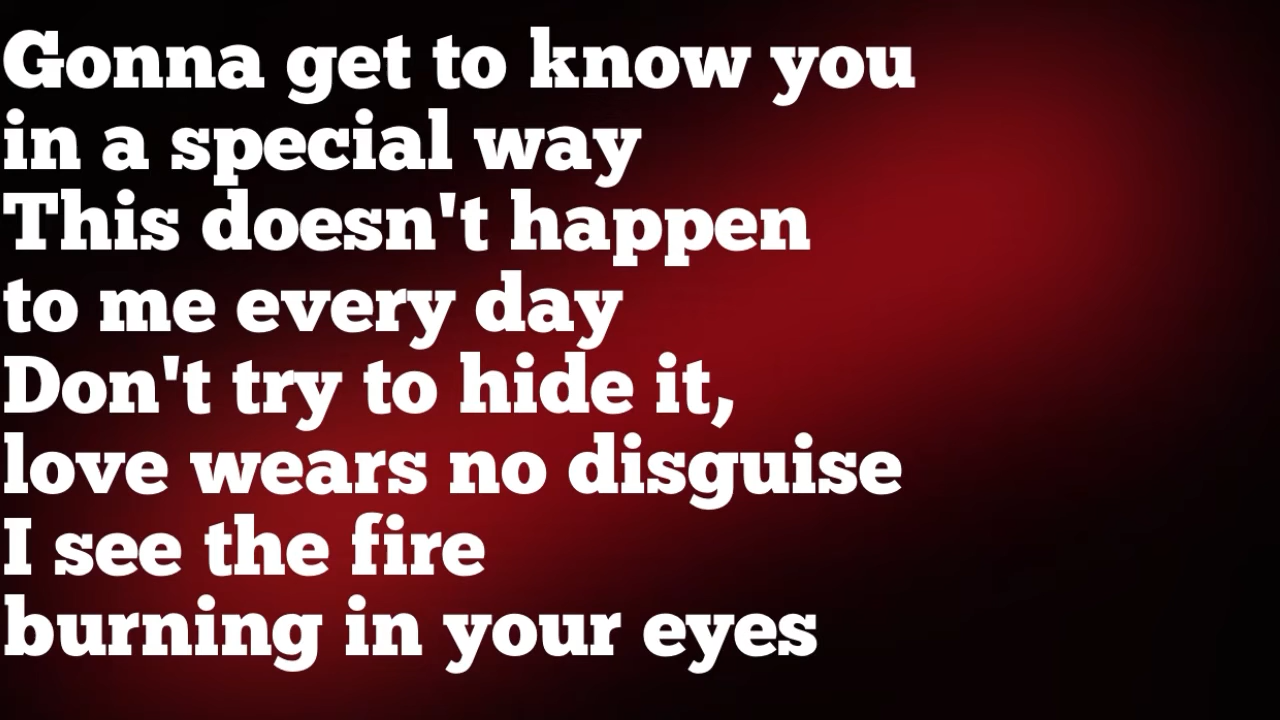 Gonna get to know you
in a special way
This doesn't happen
to me every day
Don't try to hide it,
love wears no disguise
I see the fire
burning in your eyes